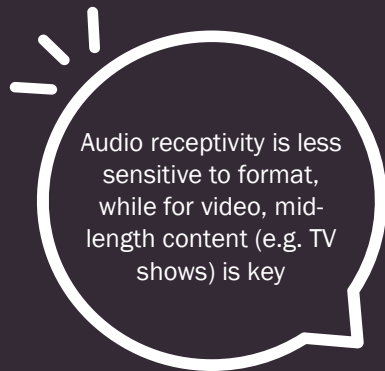 Audio receptivity is less
sensitive to format,
while for video, mid-
length content (e.g. TV
shows) is key